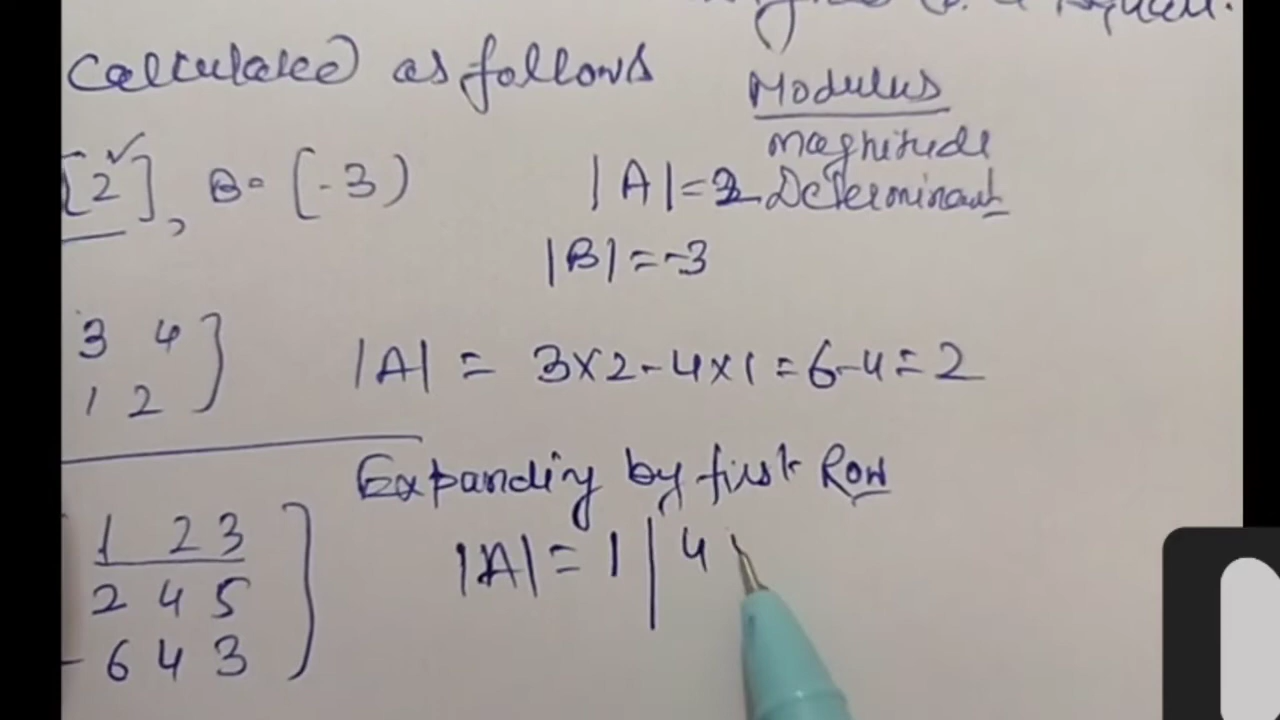 Calculated as follows
Modulus
magnitude
[2]✓, B = [-3)
|A| = 2 Determinant
|B| = -3
3 4
1 2]
|A| = 3×2-4×1 = 6-4 = 2
Expanding by first Row
1 2 3
2 4 5
-6 4 3]
|A| = 1 | 4